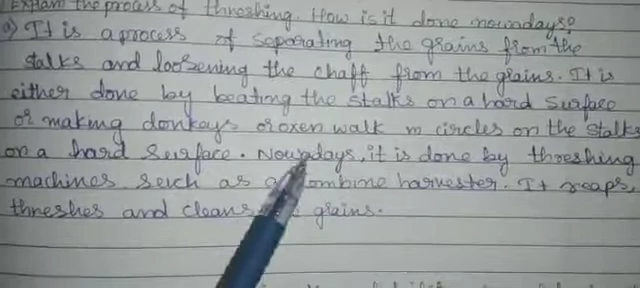 Explain the process of threshing. How is it done nowadays?
a) It is a process of separating the grains from the
stalks and loosening the chaff from the grains. It is
either done by beating the stalks on a hard surface
or making donkeys or oxen walk in circles on the stalks
on a hard surface. Nowadays, it is done by threshing
machines such as a combine harvester. It reaps,
threshes and cleans grains.